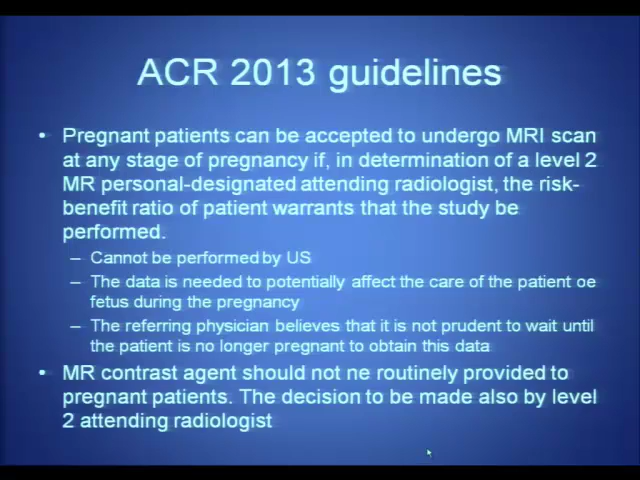 ACR 2013 guidelines
• Pregnant patients can be accepted to undergo MRI scan
at any stage of pregnancy if, in determination of a level 2
MR personal-designated attending radiologist, the risk-
benefit ratio of patient warrants that the study be
performed.
– Cannot be performed by US
– The data is needed to potentially affect the care of the patient oe
fetus during the pregnancy
– The referring physician believes that it is not prudent to wait until
the patient is no longer pregnant to obtain this data
• MR contrast agent should not ne routinely provided to
pregnant patients. The decision to be made also by level
2 attending radiologist